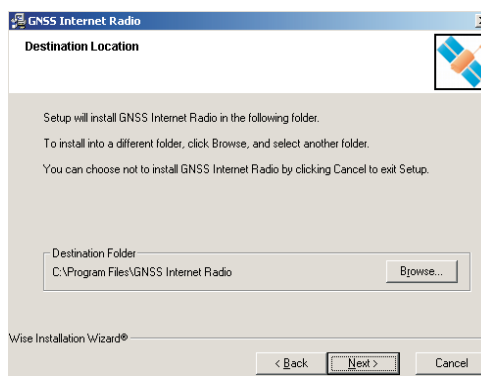 GNSS Internet Radio
Destination Location
Setup will install GNSS Internet Radio in the following folder.
To install into a different folder, click Browse, and select another folder.
You can choose not to install GNSS Internet Radio by clicking Cancel to exit Setup.
Destination Folder
C:\Program Files\GNSS Internet Radio
Browse...
Wise Installation Wizard®
< Back
Next >
Cancel